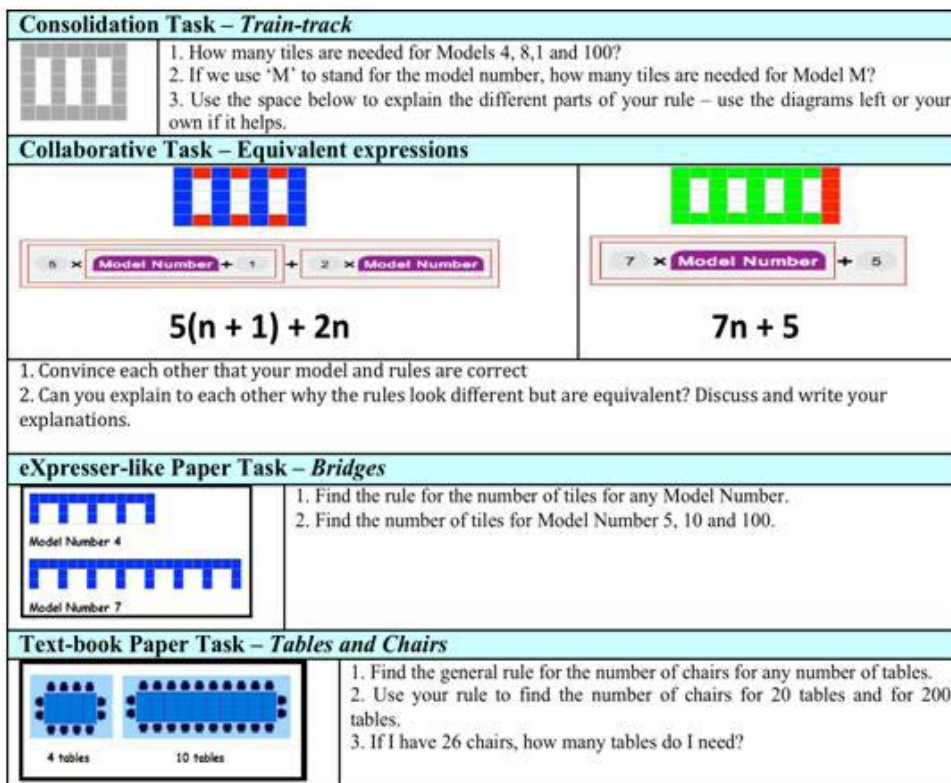 Consolidation Task – Train-track
1. How many tiles are needed for Models 4, 8,1 and 100?
2. If we use ‘M’ to stand for the model number, how many tiles are needed for Model M?
3. Use the space below to explain the different parts of your rule – use the diagrams left or your
own if it helps.
Collaborative Task – Equivalent expressions
5 × Model Number + 1 + 2 × Model Number
5(n + 1) + 2n
7 × Model Number + 5
7n + 5
1. Convince each other that your model and rules are correct
2. Can you explain to each other why the rules look different but are equivalent? Discuss and write your
explanations.
eXpresser-like Paper Task – Bridges
Model Number 4
Model Number 7
1. Find the rule for the number of tiles for any Model Number.
2. Find the number of tiles for Model Number 5, 10 and 100.
Text-book Paper Task – Tables and Chairs
4 tables
10 tables
1. Find the general rule for the number of chairs for any number of tables.
2. Use your rule to find the number of chairs for 20 tables and for 200
tables.
3. If I have 26 chairs, how many tables do I need?